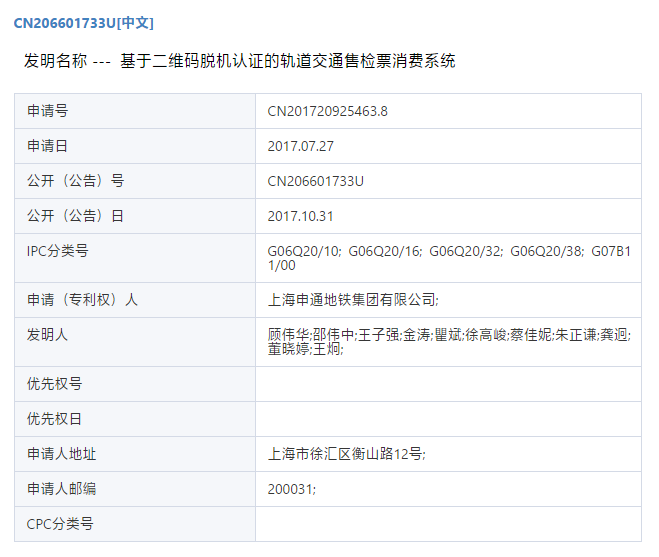 CN206601733U[中文]
发明名称 --- 基于二维码脱机认证的轨道交通售检票消费系统
申请号 CN201720925463.8
申请日 2017.07.27
公开（公告）号 CN206601733U
公开（公告）日 2017.10.31
IPC分类号 G06Q20/10; G06Q20/16; G06Q20/32; G06Q20/38; G07B1
1/00
申请（专利权）人 上海申通地铁集团有限公司;
发明人 顾伟华;邵伟中;王子强;金涛;瞿斌;徐高峻;蔡佳妮;朱正谦;龚迥;
董晓婷;王炯;
优先权号
优先权日
申请人地址 上海市徐汇区衡山路12号;
申请人邮编 200031;
CPC分类号